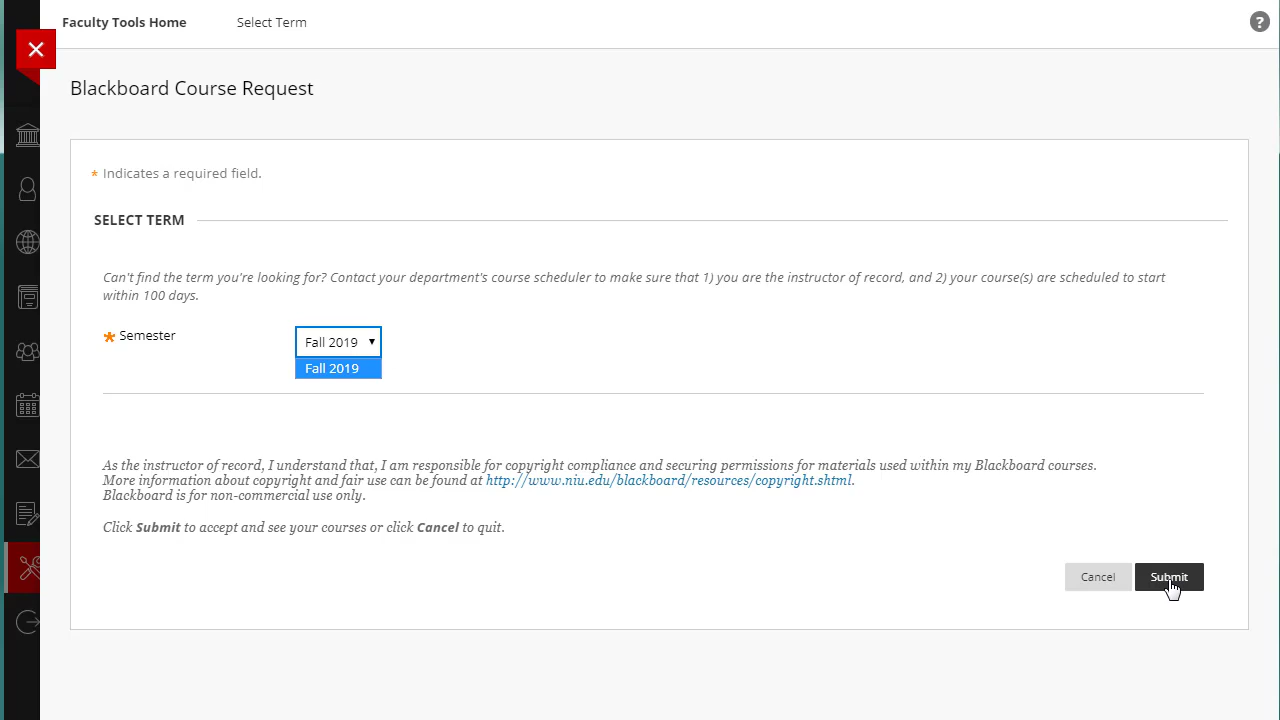 Faculty Tools Home Select Term ?
Blackboard Course Request
* Indicates a required field.
SELECT TERM
Can't find the term you're looking for? Contact your department's course scheduler to make sure that 1) you are the instructor of record, and 2) your course(s) are scheduled to start
within 100 days.
* Semester Fall 2019
Fall 2019
As the instructor of record, I understand that, I am responsible for copyright compliance and securing permissions for materials used within my Blackboard courses.
More information about copyright and fair use can be found at http://www.niu.edu/blackboard/resources/copyright.shtml.
Blackboard is for non-commercial use only.
Click Submit to accept and see your courses or click Cancel to quit.
Cancel Submit